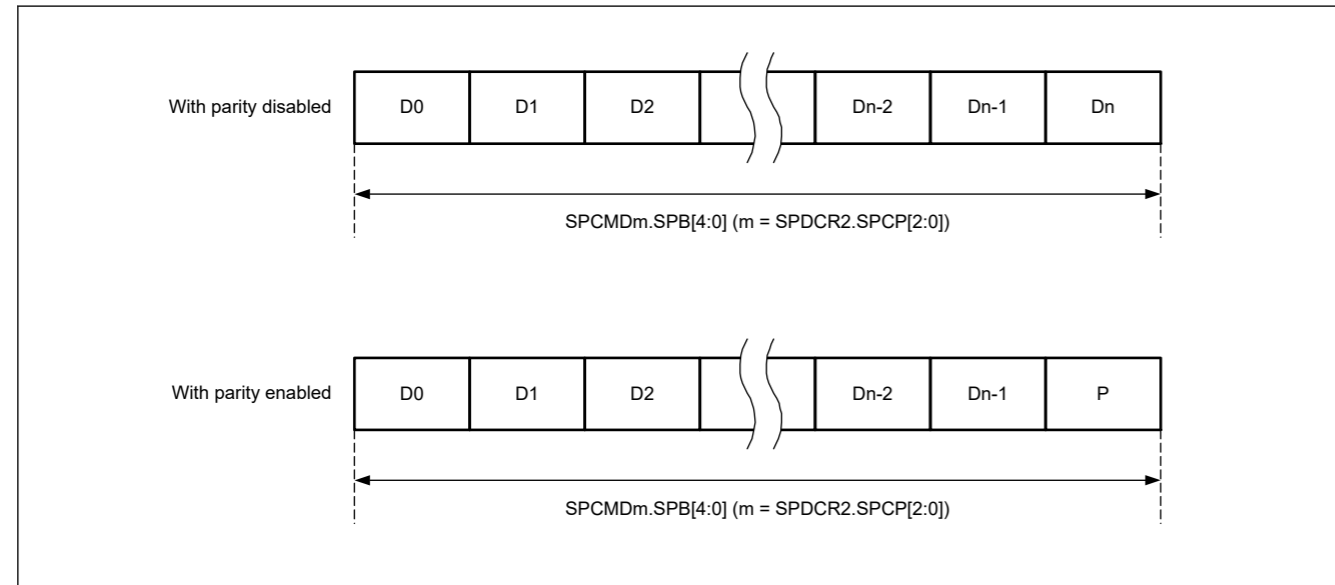 With parity disabled D0 D1 D2 Dn-2 Dn-1 Dn
SPCMDm.SPB[4:0] (m = SPDCR2.SPCP[2:0])
With parity enabled D0 D1 D2 Dn-2 Dn-1 P
SPCMDm.SPB[4:0] (m = SPDCR2.SPCP[2:0])